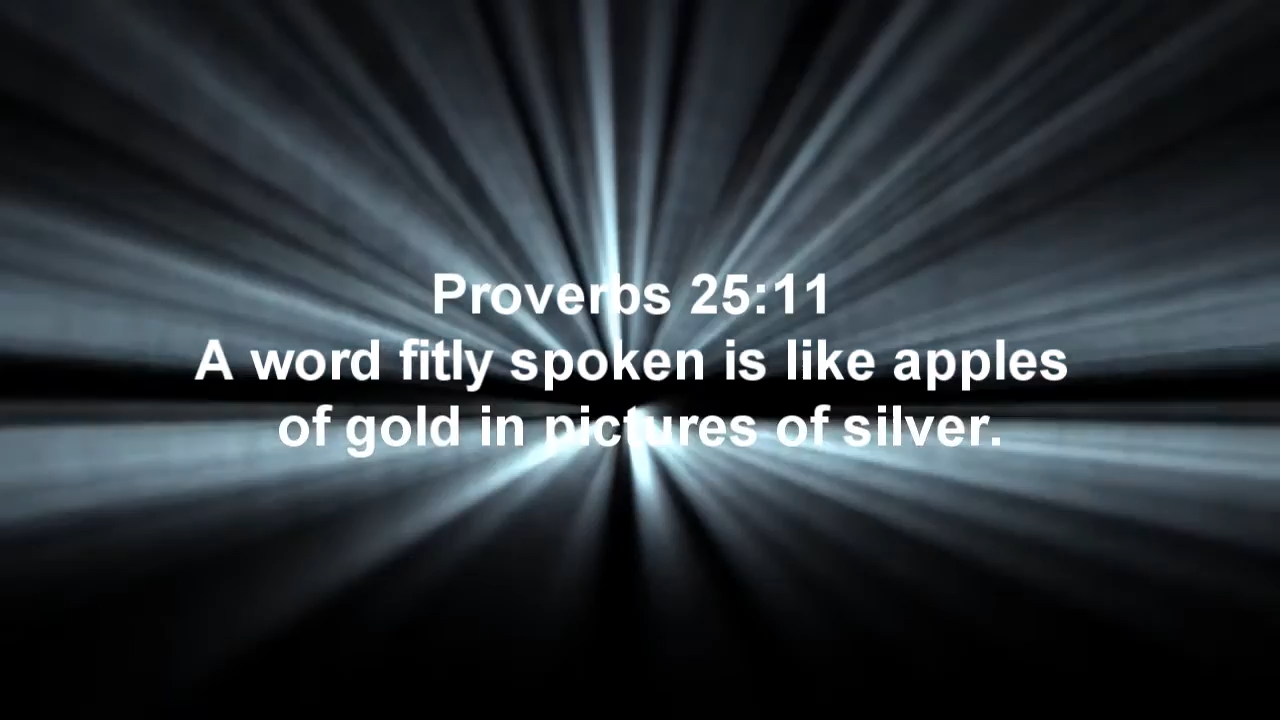 Proverbs 25:11
A word fitly spoken is like apples
of gold in pictures of silver.